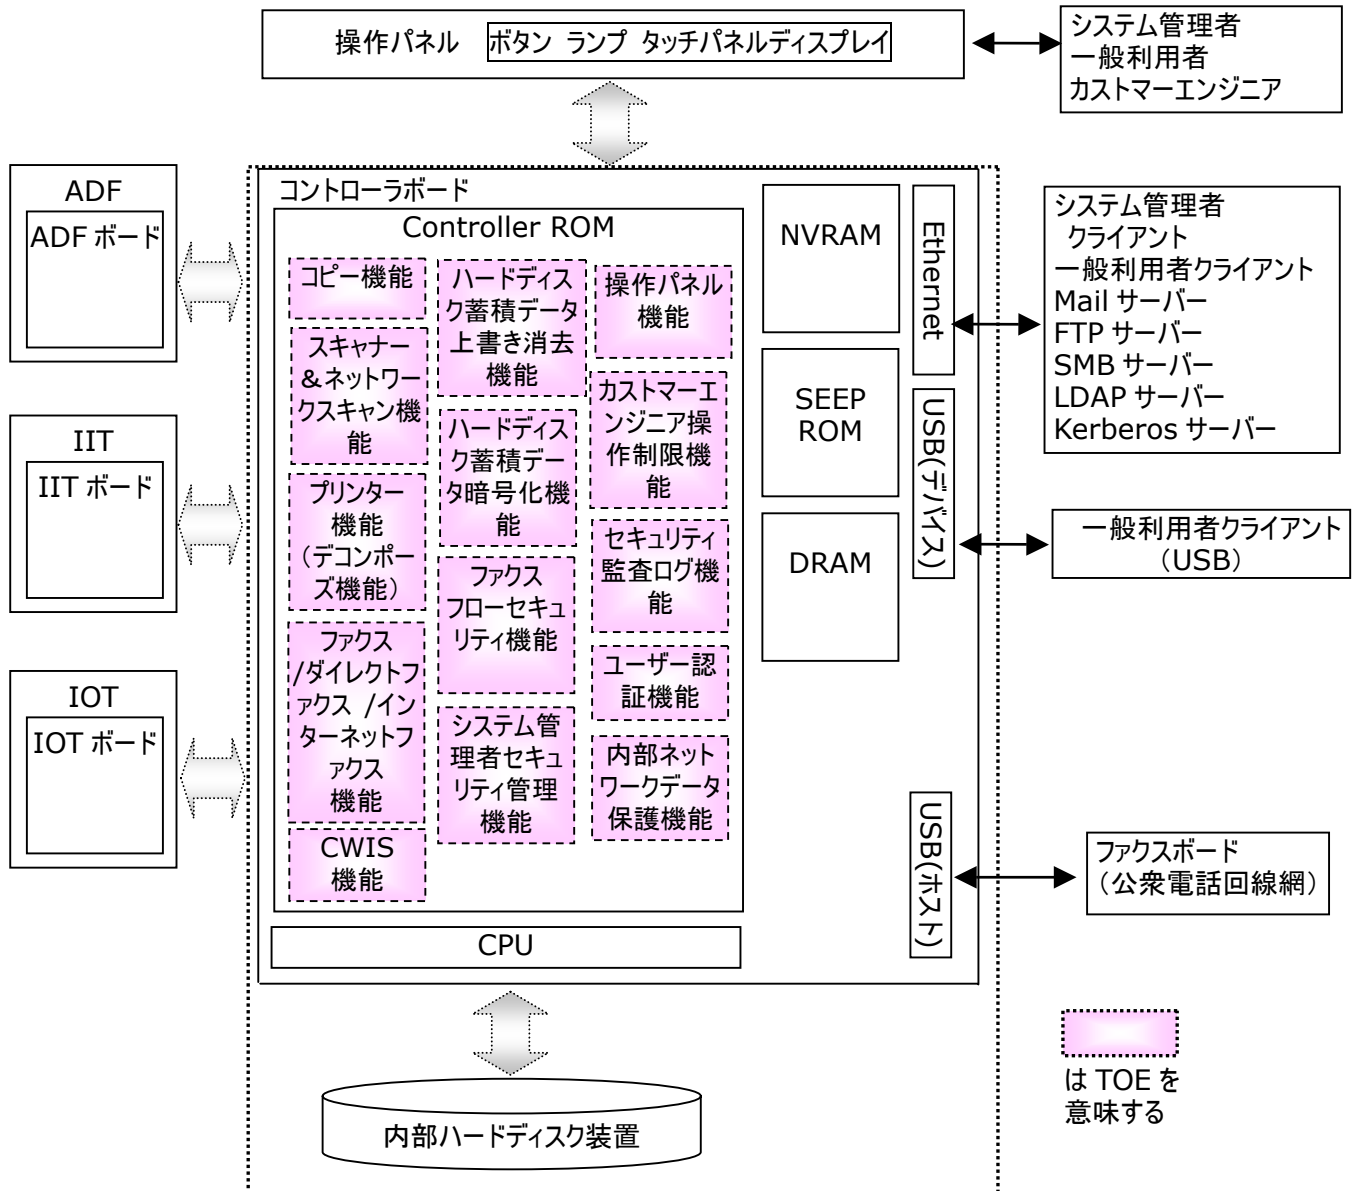 操作パネル
ボタン ランプ タッチパネルディスプレイ
システム管理者
一般利用者
カストマーエンジニア
ADF
ADF ボード
IIT
IIT ボード
IOT
IOT ボード
コントローラボード
Controller ROM
コピー機能
スキャナー
&ネットワー
クスキャン機
能
プリンター
機能
(デコンポー
ズ機能)
ファクス
/ダイレクトフ
ァクス /イン
ターネットフ
ァクス
機能
CWIS
機能
ハードディス
ク蓄積データ
上書き消去
機能
ハードディス
ク蓄積デー
タ暗号化機
能
ファクス
フローセキュ
リティ機能
システム管
理者セキュ
リティ管理
機能
操作パネル
機能
カストマーエ
ンジニア操
作制限機
能
セキュリティ
監査ログ機
能
ユーザー認
証機能
内部ネット
ワークデータ
保護機能
CPU
NVRAM
SEEP
ROM
DRAM
Ethernet
USB(デバイス)
USB(ホスト)
システム管理者
クライアント
一般利用者クライアント
Mail サーバー
FTP サーバー
SMB サーバー
LDAP サーバー
Kerberos サーバー
一般利用者クライアント
(USB)
ファクスボード
(公衆電話回線網)
内部ハードディスク装置
は TOE を
意味する